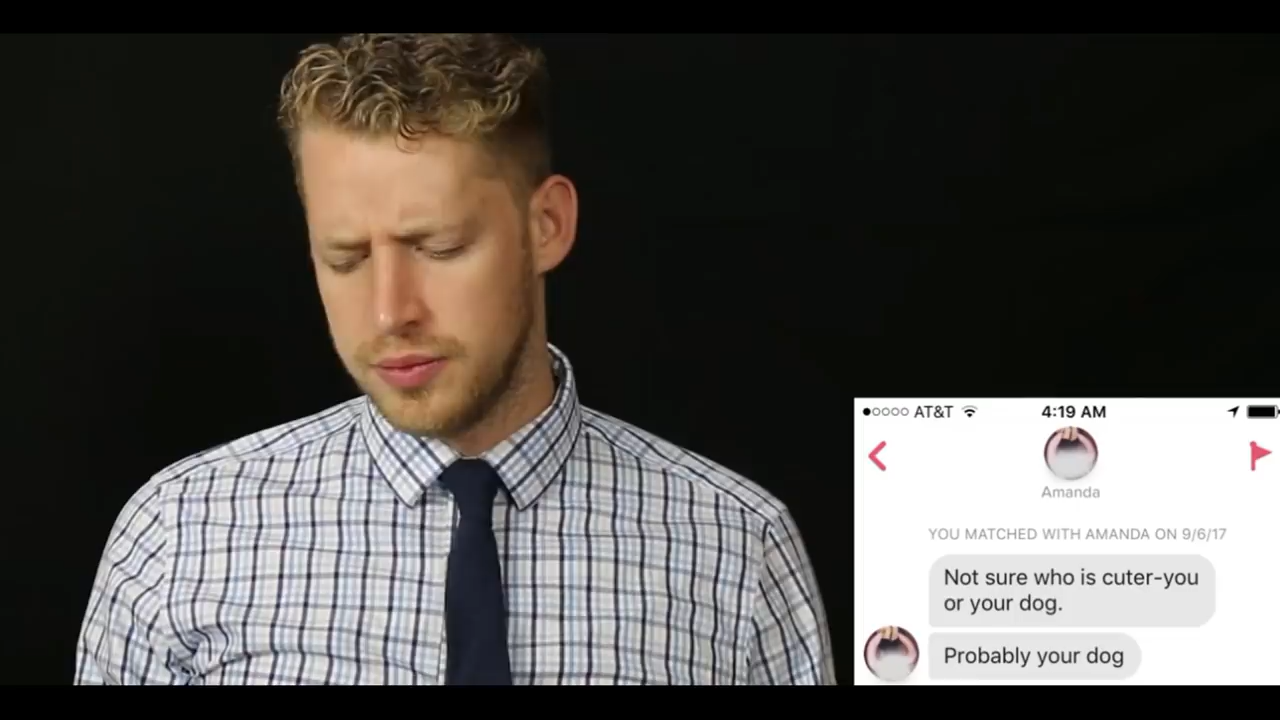 AT&T 4:19 AM
Amanda
YOU MATCHED WITH AMANDA ON 9/6/17
Not sure who is cuter-you
or your dog.
Probably your dog